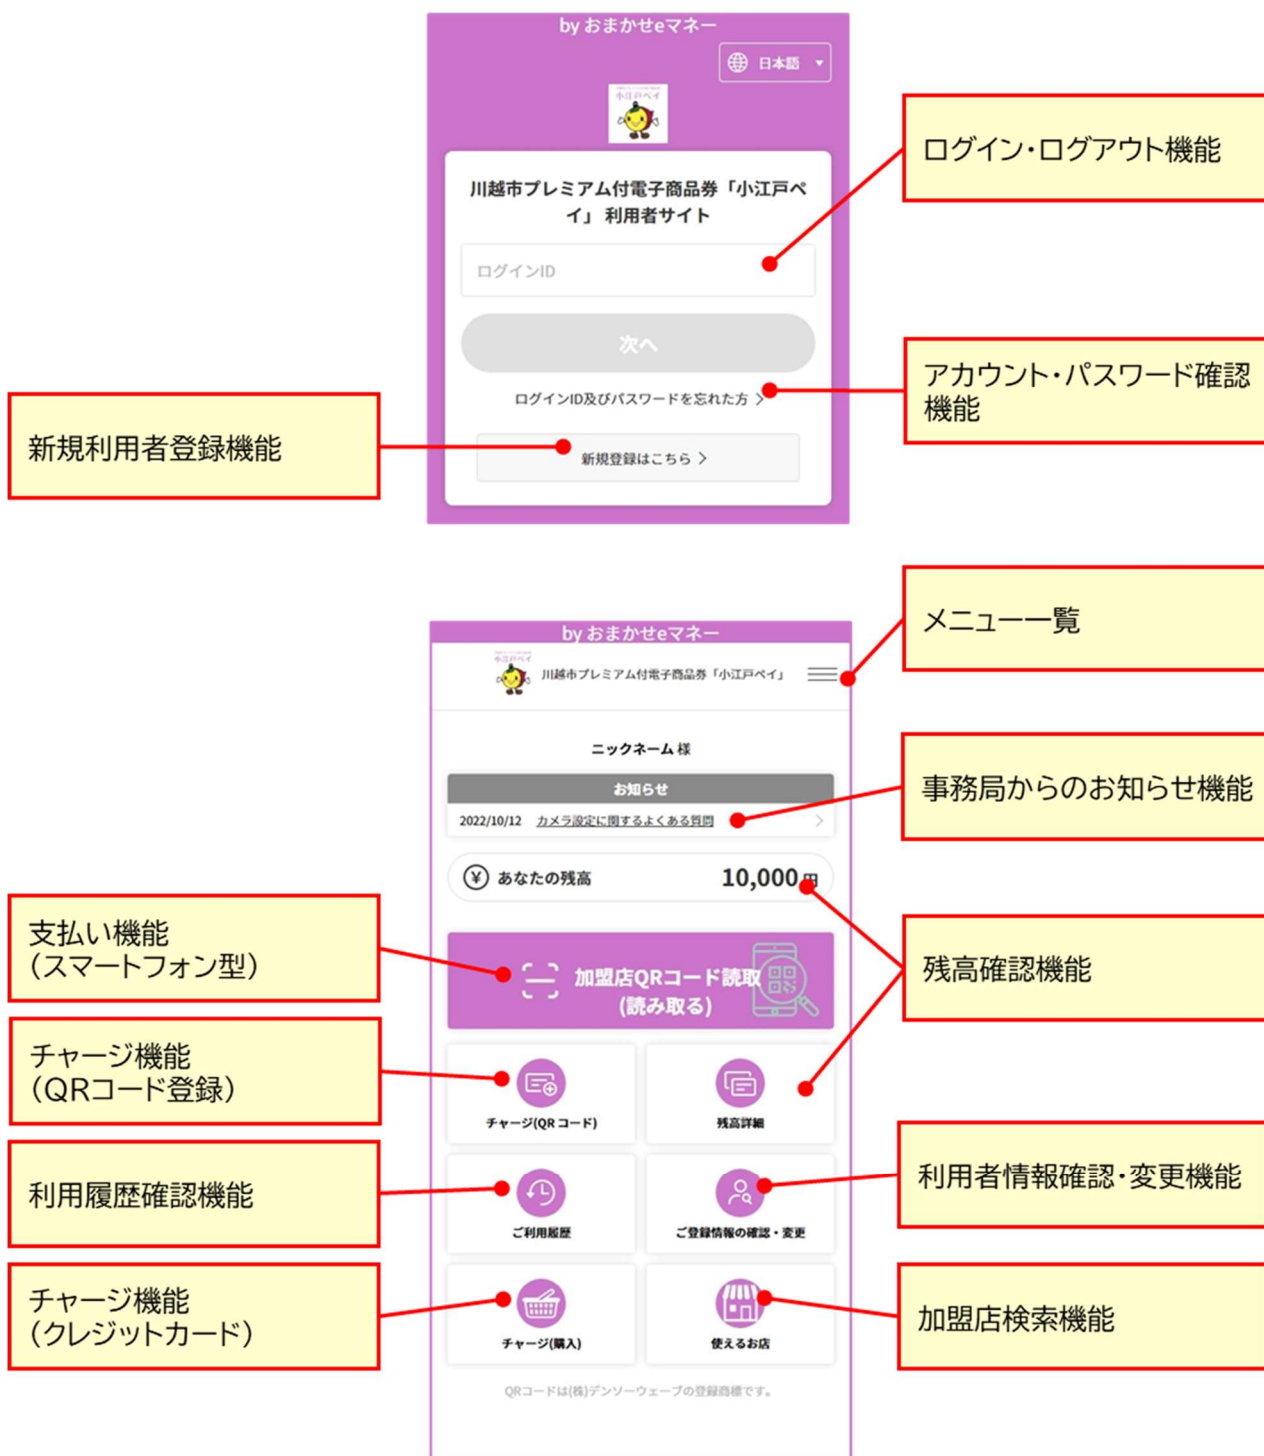 by おまかせeマネー
日本語
小江戸ペイ
川越市プレミアム付電子商品券「小江戸ペ
イ」 利用者サイト
ログインID
次へ
ログインID及びパスワードを忘れた方
新規登録はこちら
ログイン・ログアウト機能
アカウント・パスワード確認
機能
新規利用者登録機能
by おまかせeマネー
小江戸ペイ
川越市プレミアム付電子商品券「小江戸ペイ」
ニックネーム 様
お知らせ
2022/10/12 カメラ設定に関するよくある質問
あなたの残高 10,000円
加盟店QRコード読取
(読み取る)
チャージ(QR コード)
残高詳細
ご利用履歴
ご登録情報の確認・変更
チャージ(購入)
使えるお店
QRコードは(株)デンソーウェーブの登録商標です。
メニュー一覧
事務局からのお知らせ機能
残高確認機能
利用者情報確認・変更機能
加盟店検索機能
支払い機能
（スマートフォン型）
チャージ機能
（QRコード登録）
利用履歴確認機能
チャージ機能
（クレジットカード）